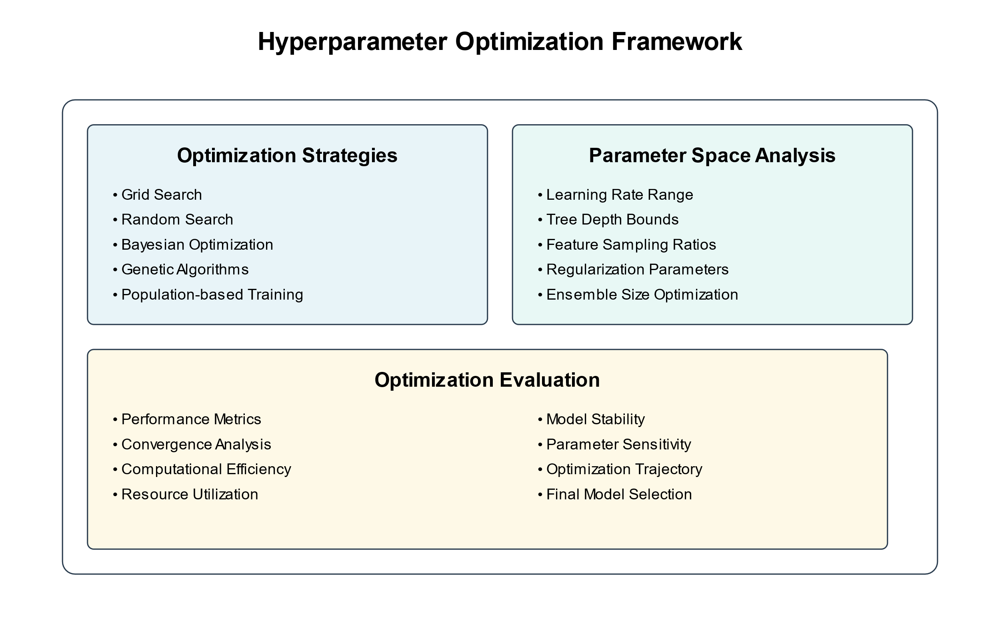 Hyperparameter Optimization Framework
Optimization Strategies
• Grid Search
• Random Search
• Bayesian Optimization
• Genetic Algorithms
• Population-based Training
Parameter Space Analysis
• Learning Rate Range
• Tree Depth Bounds
• Feature Sampling Ratios
• Regularization Parameters
• Ensemble Size Optimization
Optimization Evaluation
• Performance Metrics
• Convergence Analysis
• Computational Efficiency
• Resource Utilization
• Model Stability
• Parameter Sensitivity
• Optimization Trajectory
• Final Model Selection